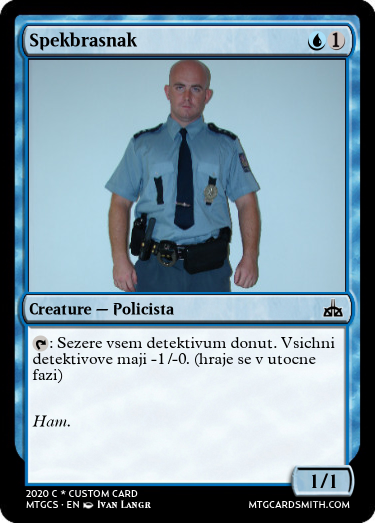 Spekbrasnak 1
Creature — Policista
: Sezere vsem detektivum donut. Vsichni
detektivove maji -1/-0. (hraje se v utocne
fazi)
Ham.
1/1
2020 C * CUSTOM CARD
MTGCS · EN IVAN LANGR
MTGCARDSMITH.COM